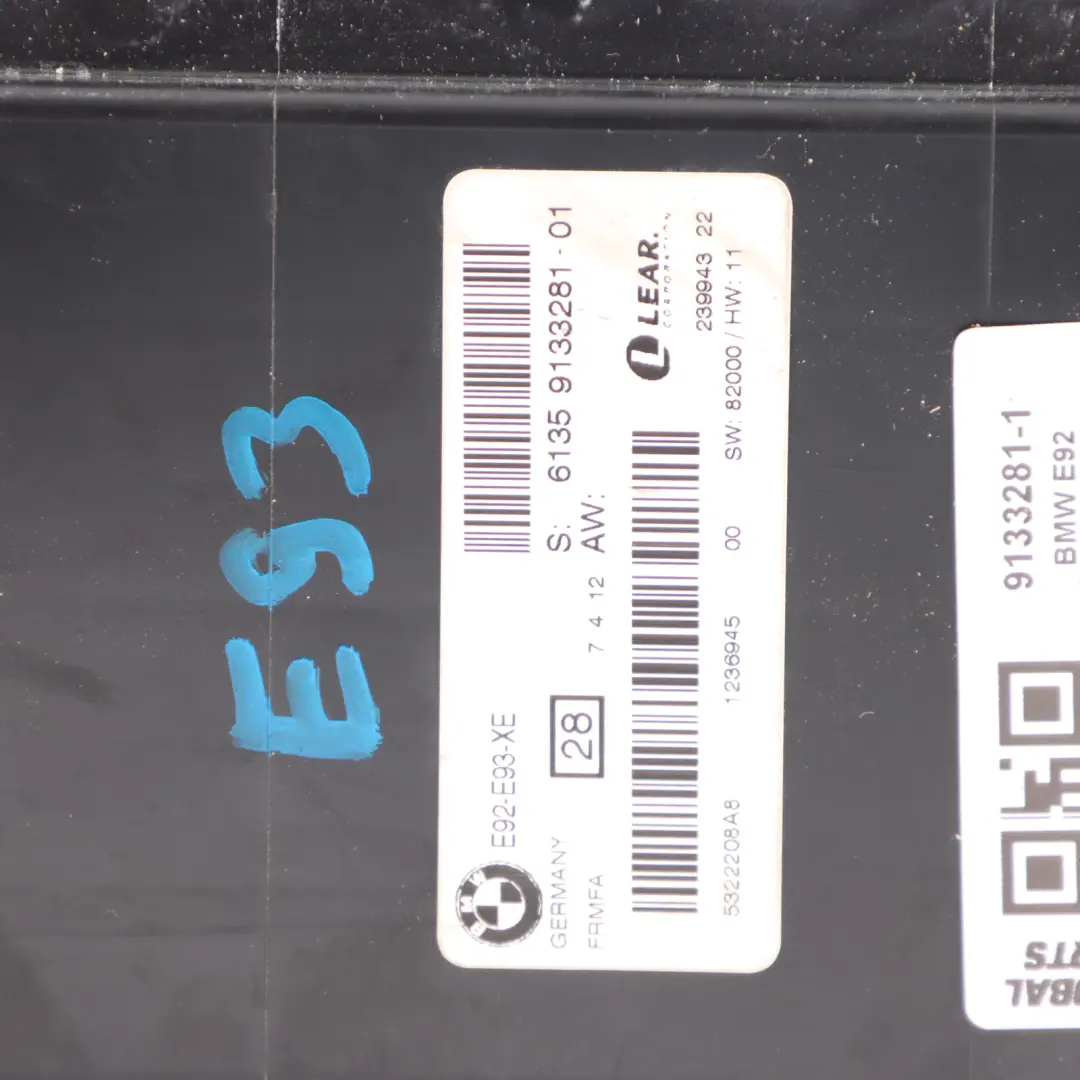 E93
BMW
E92-E93-XE
GERMANY
FRMFA
28
7 4 12
S: 6135 9133281-01
AW:
LEAR.
CORPORATION
239943 22
5322208A8 1236945 00 SW: 82000 / HW: 11
9133281-1
BMW E92